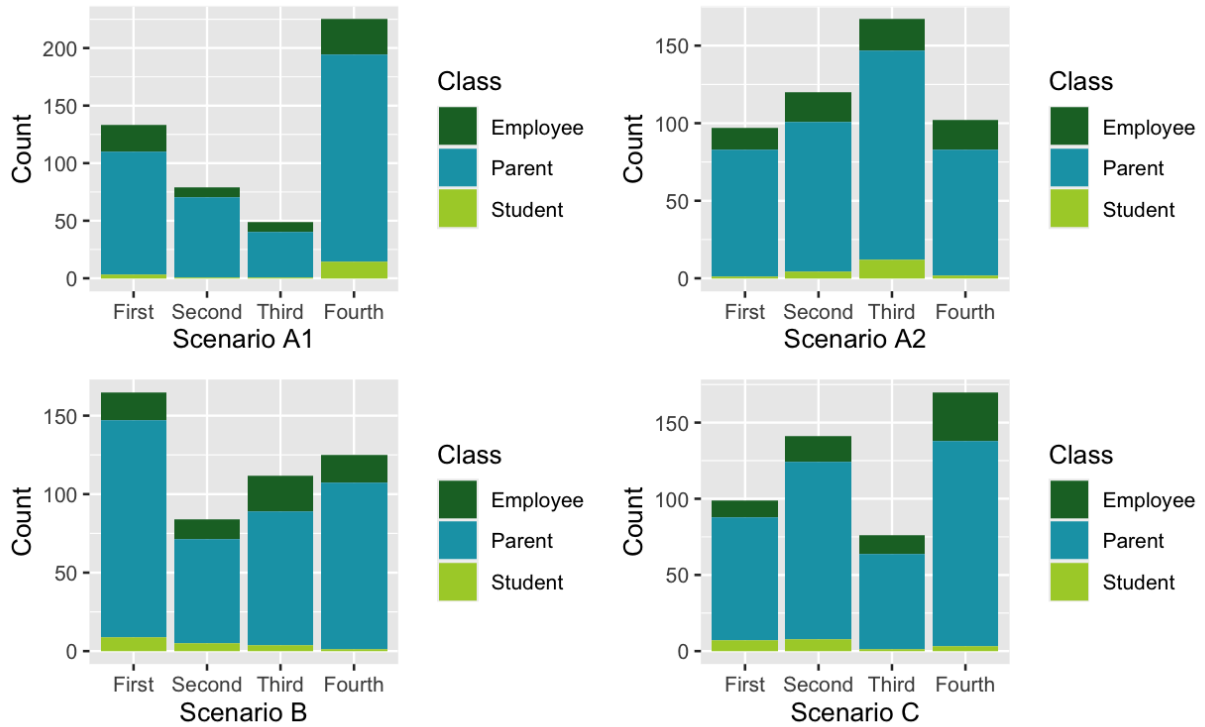 Count
200
150
100
50
0
First Second Third Fourth
Scenario A1
Class
Employee
Parent
Student
Count
150
100
50
0
First Second Third Fourth
Scenario A2
Class
Employee
Parent
Student
Count
150
100
50
0
First Second Third Fourth
Scenario B
Class
Employee
Parent
Student
Count
150
100
50
0
First Second Third Fourth
Scenario C
Class
Employee
Parent
Student